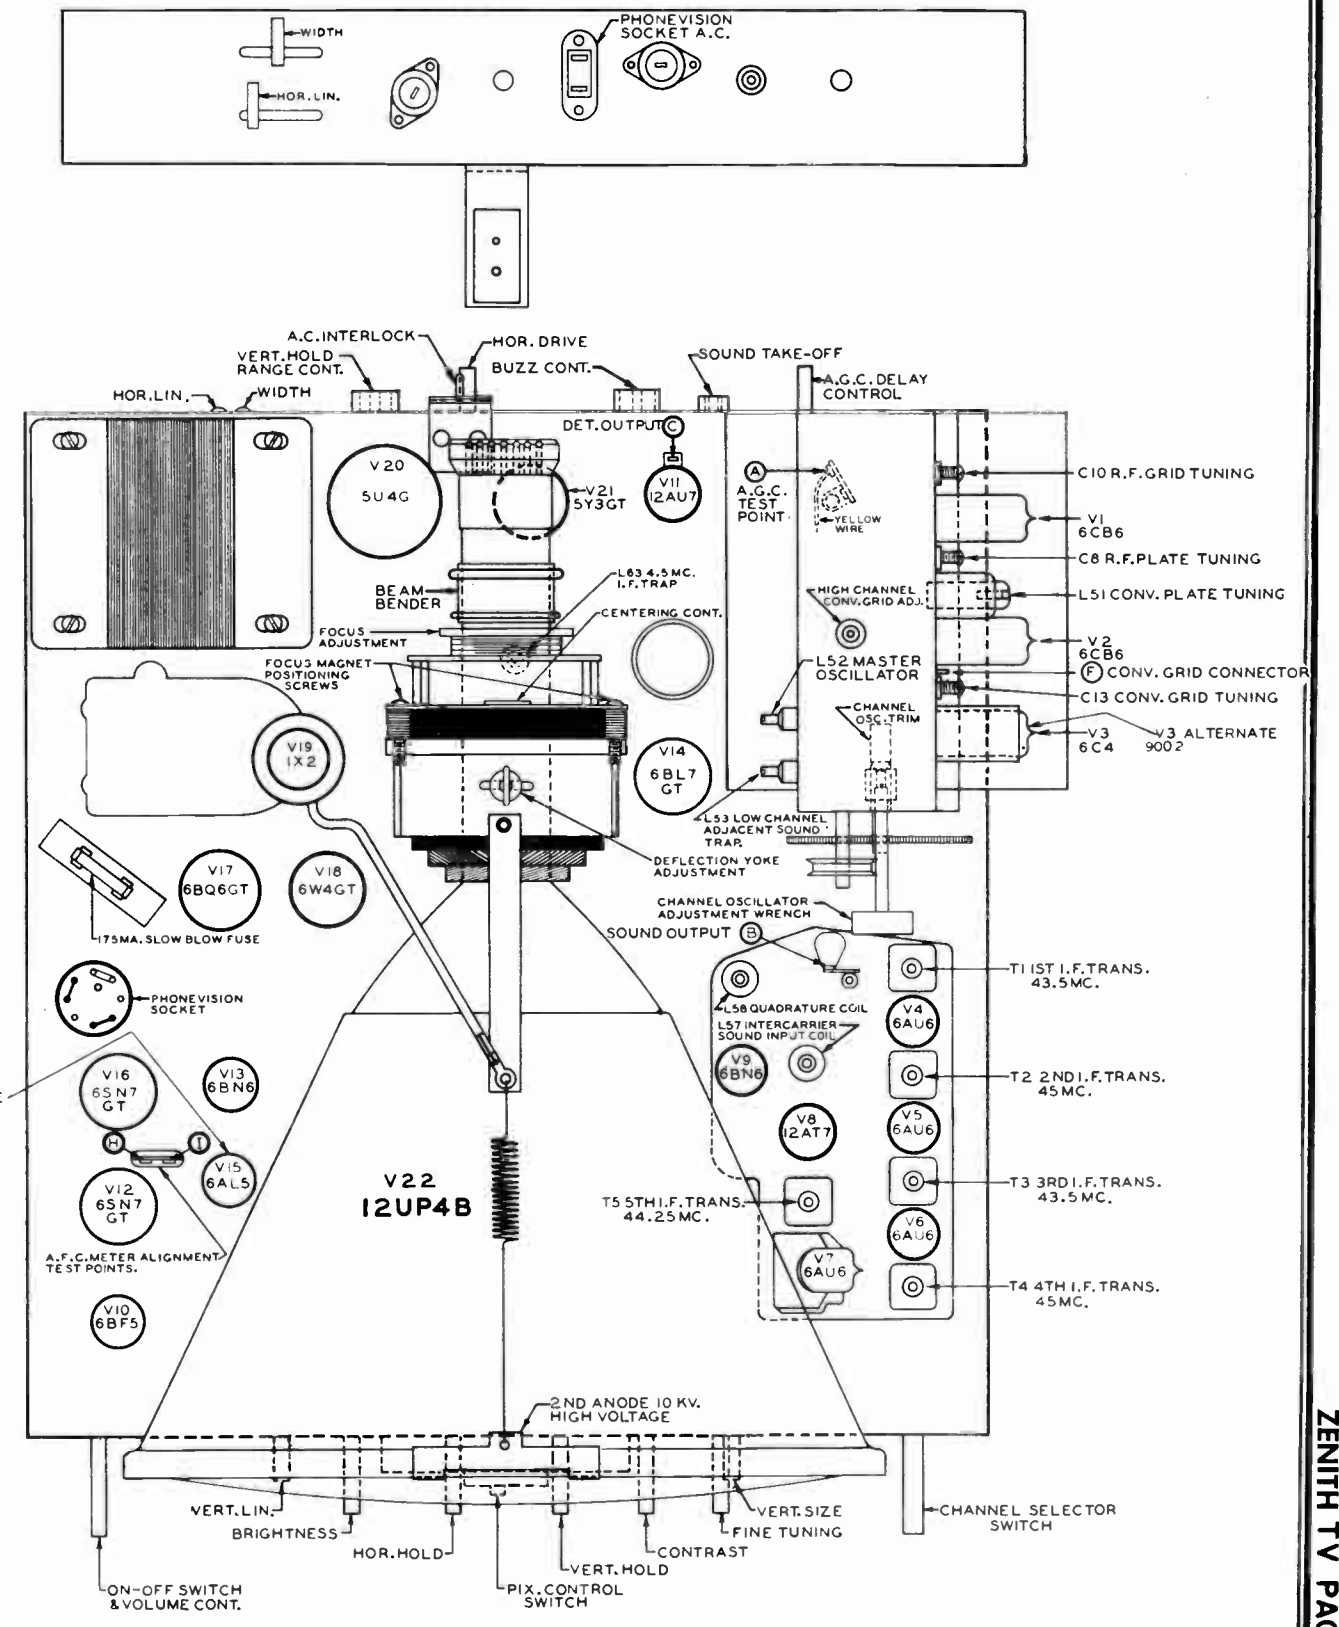 WIDTH
HOR. LIN.
PHONEVISION
SOCKET A.C.
A.C. INTERLOCK
HOR. DRIVE
VERT. HOLD
RANGE CONT.
BUZZ CONT.
SOUND TAKE-OFF
HOR. LIN.
WIDTH
A.G.C. DELAY
CONTROL
DET. OUTPUT C
V20
5U4G
V21
5Y3GT
V11
12AU7
A
A.G.C.
TEST
POINT
YELLOW
WIRE
C10 R.F. GRID TUNING
V1
6CB6
C8 R.F. PLATE TUNING
L51 CONV. PLATE TUNING
V2
6CB6
F CONV. GRID CONNECTOR
C13 CONV. GRID TUNING
V3
6C4
V3 ALTERNATE
9002
BEAM
BENDER
L63 4.5 MC.
I.F. TRAP
CENTERING CONT.
FOCUS
ADJUSTMENT
FOCUS MAGNET
POSITIONING
SCREWS
HIGH CHANNEL
CONV. GRID ADJ.
L52 MASTER
OSCILLATOR
CHANNEL
OSC. TRIM
V19
1X2
V14
6BL7
GT
L53 LOW CHANNEL
ADJACENT SOUND
TRAP.
DEFLECTION YOKE
ADJUSTMENT
V17
6BQ6GT
V18
6W4GT
175MA. SLOW BLOW FUSE
CHANNEL OSCILLATOR
ADJUSTMENT WRENCH
SOUND OUTPUT B
PHONEVISION
SOCKET
L58 QUADRATURE COIL
L57 INTERCARRIER
SOUND INPUT COIL
T1 1ST I.F. TRANS.
43.5 MC.
V4
6AU6
V9
6BN6
T2 2ND I.F. TRANS.
45 MC.
V16
6SN7
GT
V13
6BN6
V5
6AU6
V8
12AT7
H
I
V15
6AL5
V12
6SN7
GT
V22
12UP4B
T3 3RD I.F. TRANS.
43.5 MC.
T5 5TH I.F. TRANS.
44.25 MC.
V6
6AU6
V7
6AU6
A.F.C. METER ALIGNMENT
TEST POINTS.
T4 4TH I.F. TRANS.
45 MC.
V10
6BF5
2ND ANODE 10 KV.
HIGH VOLTAGE
VERT. LIN.
BRIGHTNESS
HOR. HOLD
VERT. SIZE
FINE TUNING
CONTRAST
VERT. HOLD
CHANNEL SELECTOR
SWITCH
ON-OFF SWITCH
& VOLUME CONT.
PIX. CONTROL
SWITCH
ZENITH TV